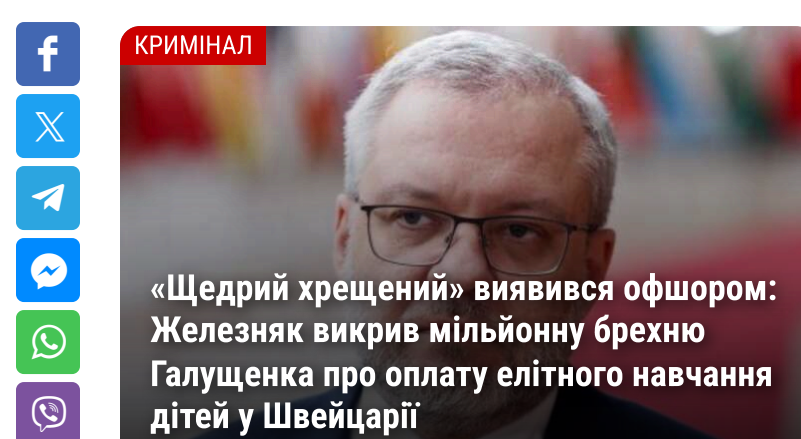 КРИМІНАЛ
«Щедрий хрещений» виявився офшором:
Железняк викрив мільйонну брехню
Галущенка про оплату елітного навчання
дітей у Швейцарії